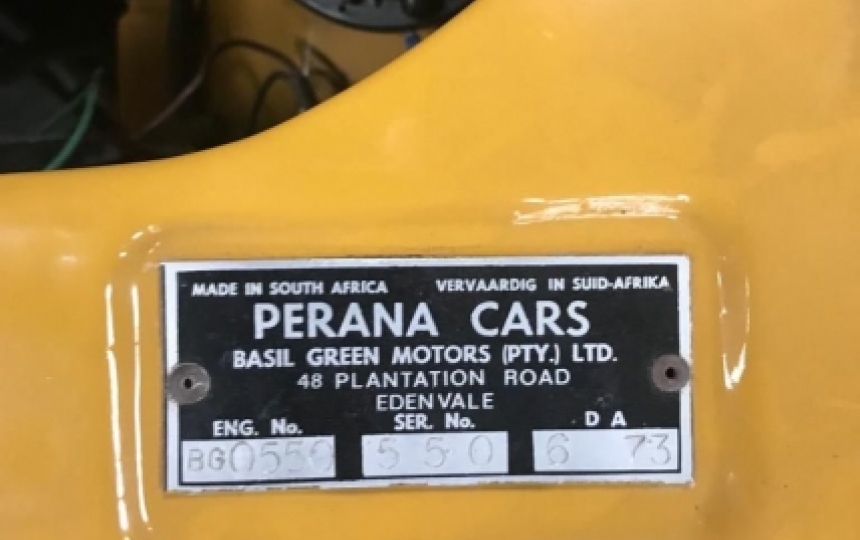 MADE IN SOUTH AFRICA VERVAARDIG IN SUID-AFRIKA
PERANA CARS
BASIL GREEN MOTORS (PTY.) LTD.
48 PLANTATION ROAD
EDENVALE
ENG. No. SER. No. D A
BG0550 550 6 73